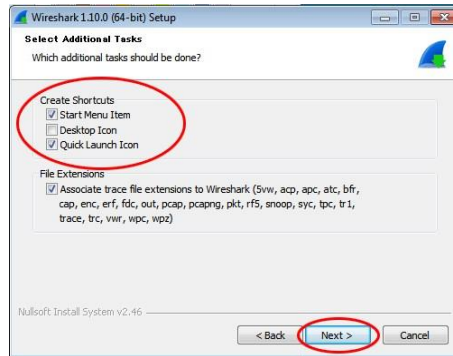 Wireshark 1.10.0 (64-bit) Setup
Select Additional Tasks
Which additional tasks should be done?
Create Shortcuts
Start Menu Item
Desktop Icon
Quick Launch Icon
File Extensions
Associate trace file extensions to Wireshark (5vw, acp, apc, atc, bfr,
cap, enc, erf, fdc, out, pcap, pcapng, pkt, rf5, snoop, syc, tpc, tr1,
trace, trc, vwr, wpc, wpz)
Nullsoft Install System v2.46
< Back Next > Cancel